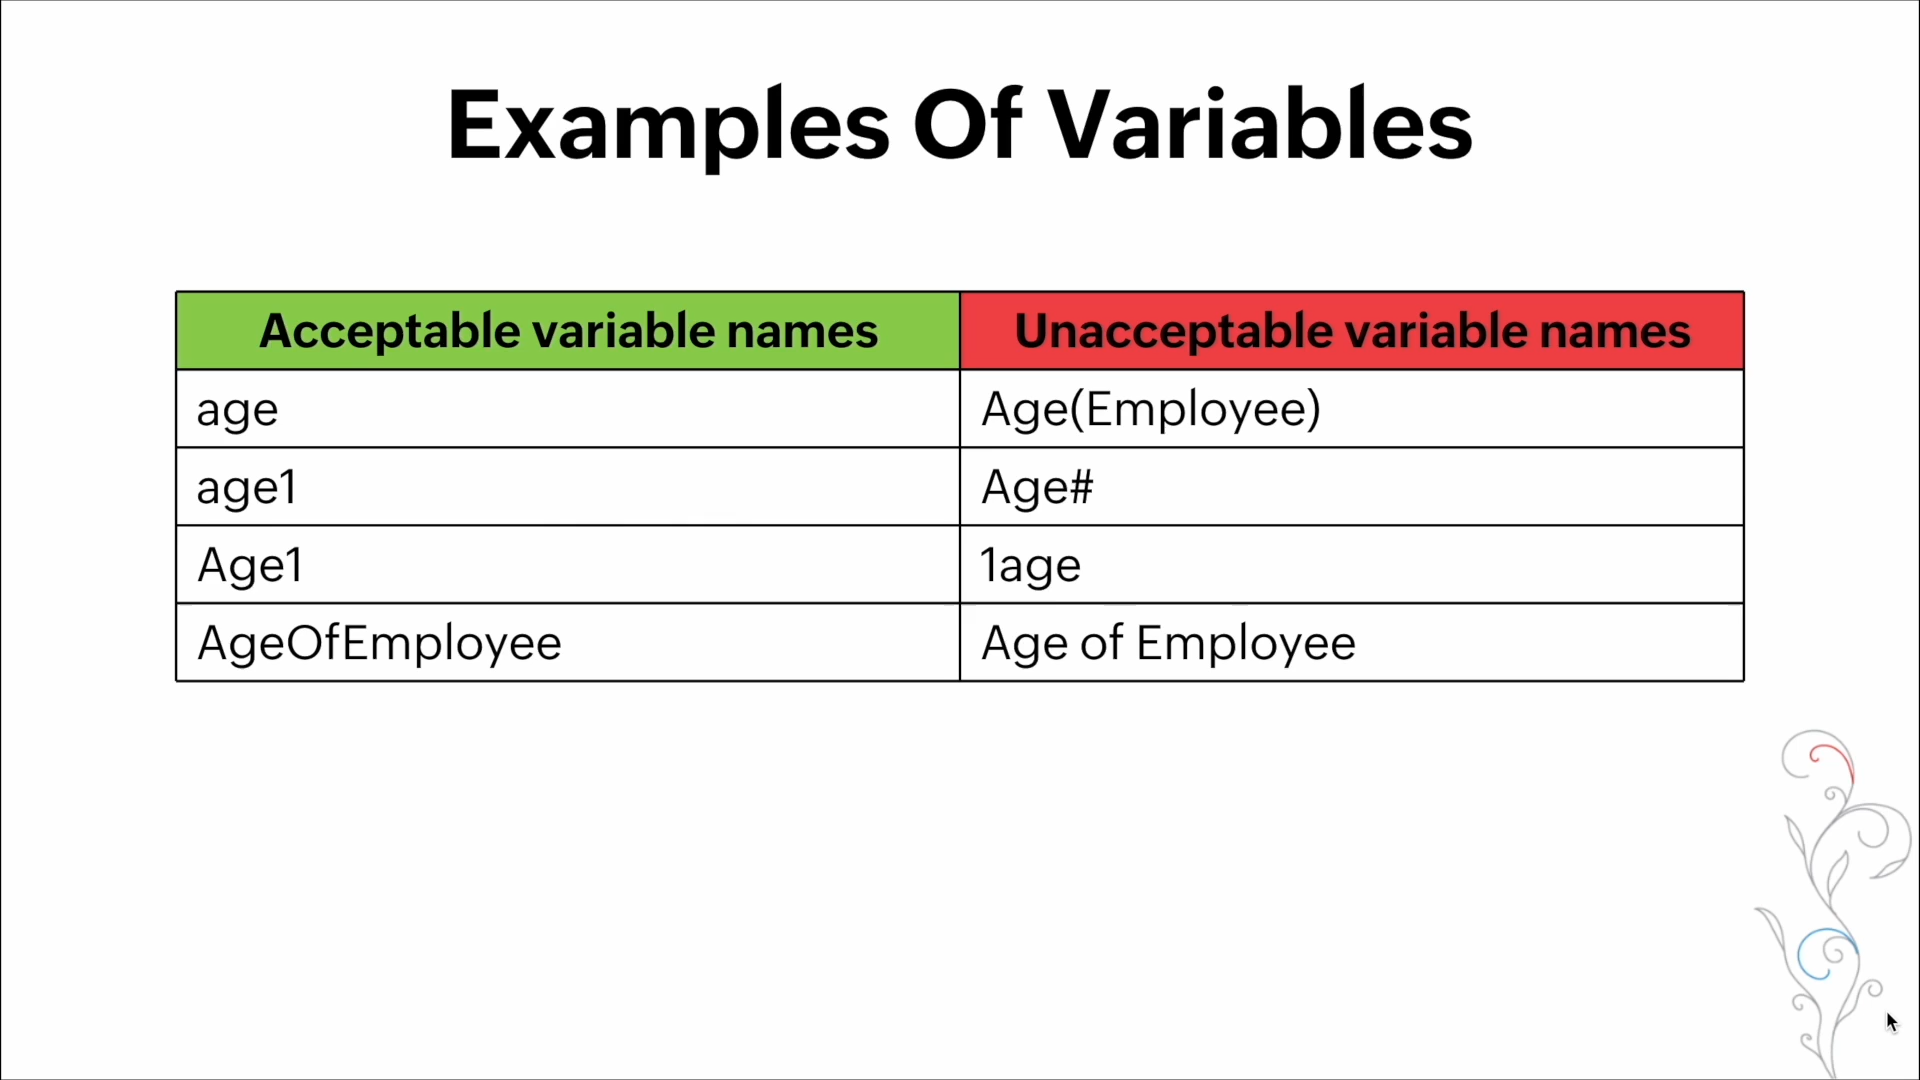 Examples Of Variables
Acceptable variable names Unacceptable variable names
age Age(Employee)
age1 Age#
Age1 1age
AgeOfEmployee Age of Employee